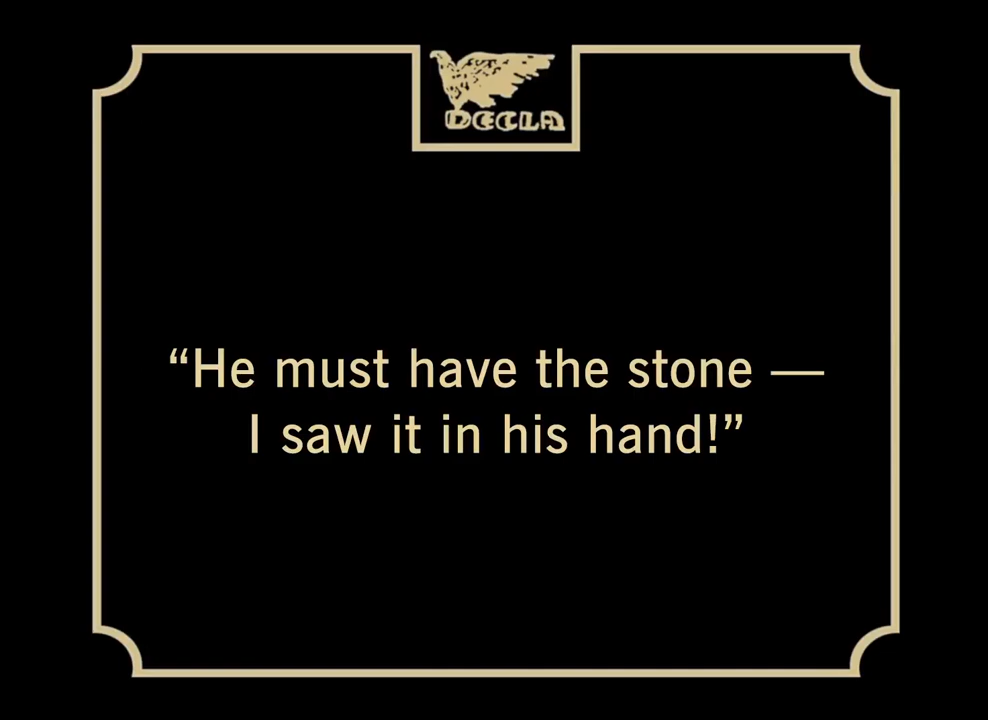 DECLA
“He must have the stone —
I saw it in his hand!”